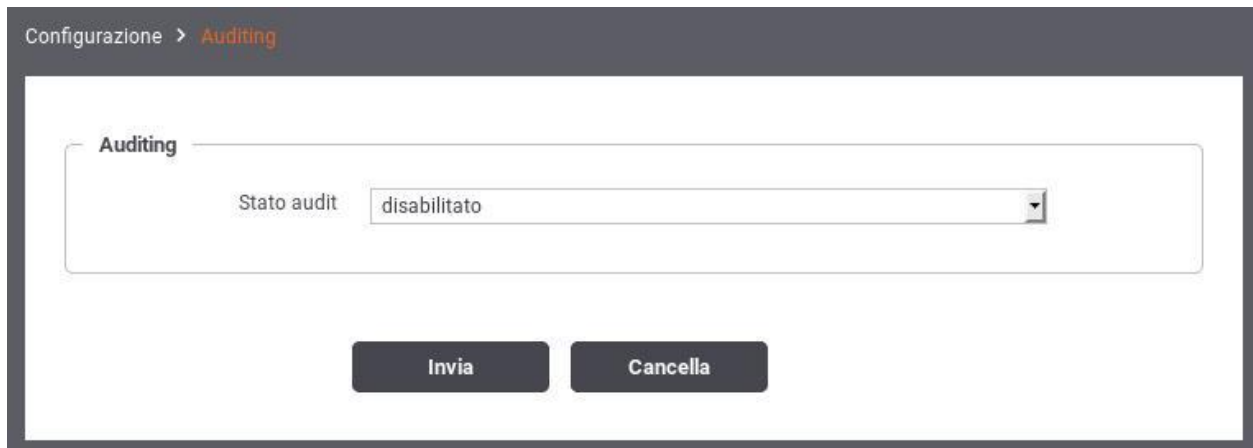 Configurazione > Auditing
Auditing
Stato audit disabilitato
Invia Cancella